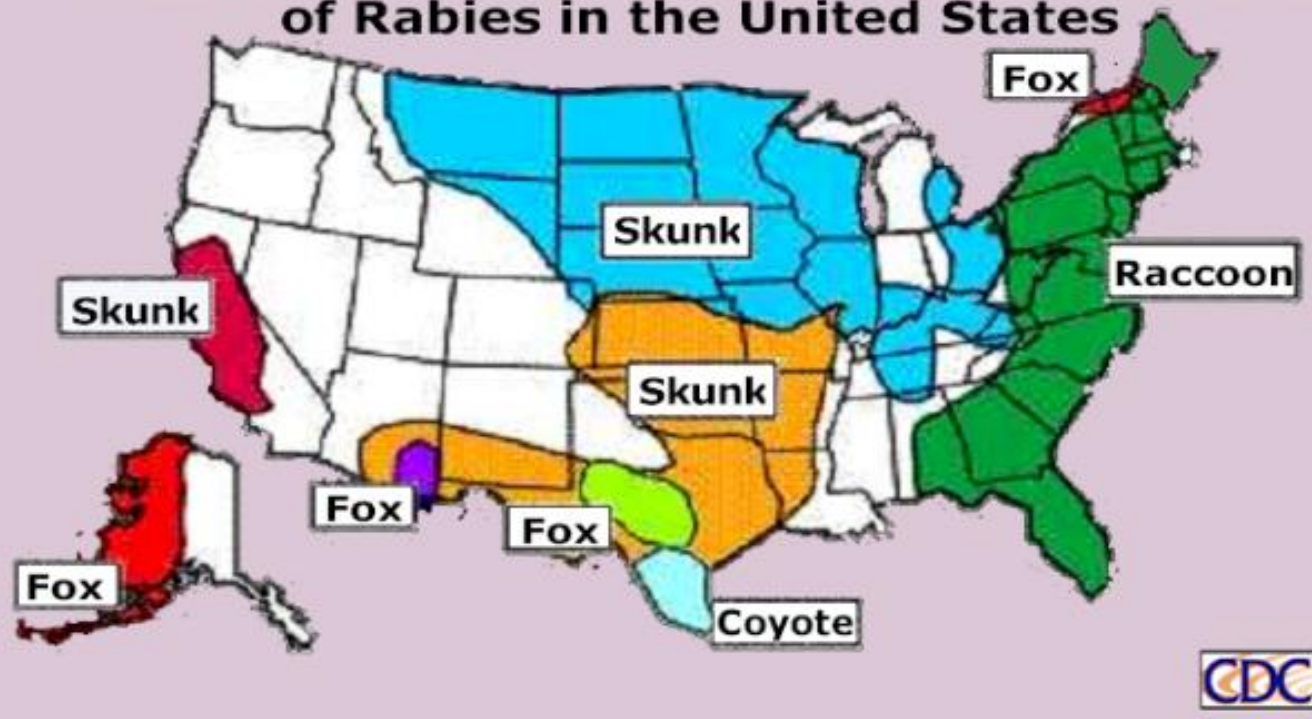 of Rabies in the United States
Fox
Skunk
Raccoon
Skunk
Skunk
Fox
Fox
Fox
Coyote
CDC